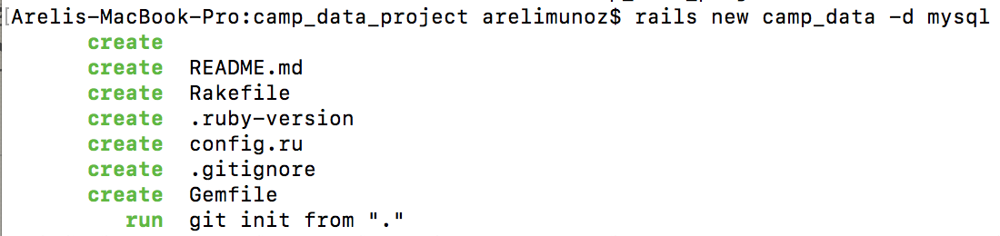 [Arelis-MacBook-Pro:camp_data_project arelimunoz$ rails new camp_data -d mysql
create
create README.md
create Rakefile
create .ruby-version
create config.ru
create .gitignore
create Gemfile
run git init from "."